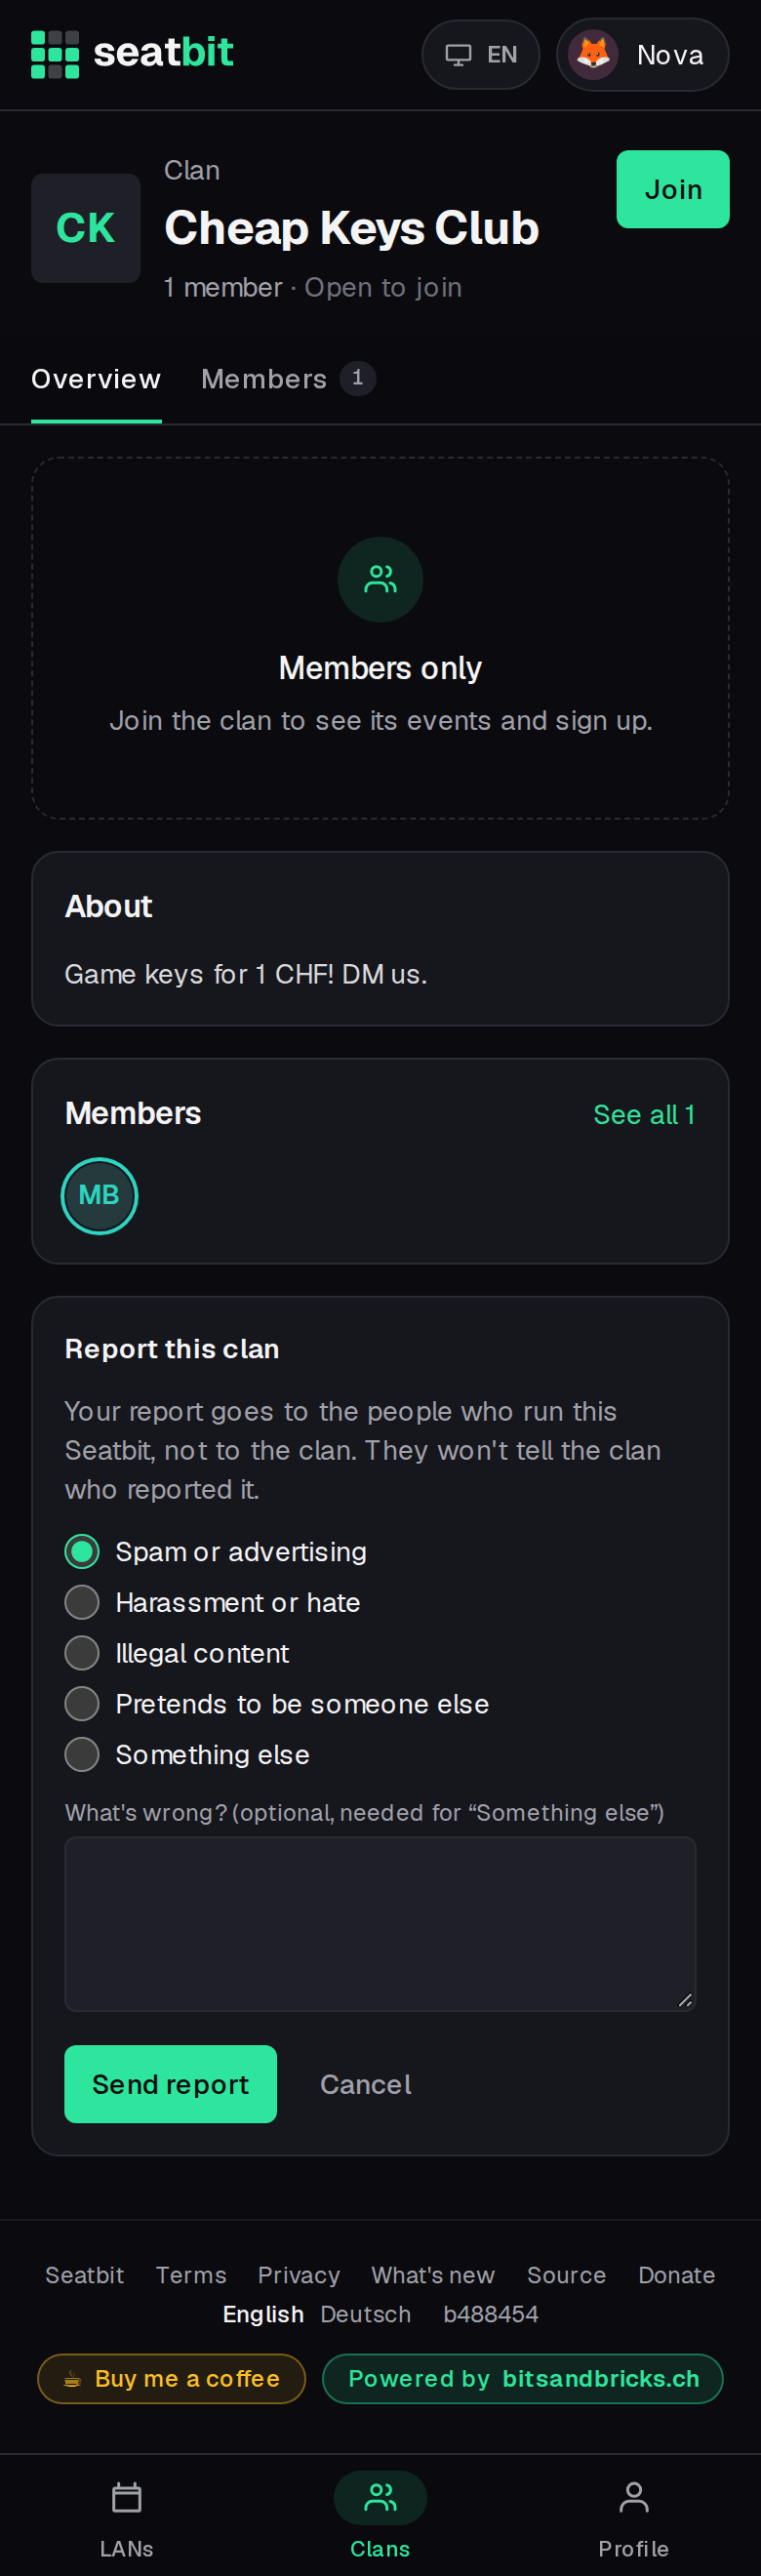 seatbit
EN
Nova
CK
Clan
Cheap Keys Club
1 member · Open to join
Join
Overview
Members 1
Members only
Join the clan to see its events and sign up.
About
Game keys for 1 CHF! DM us.
Members
See all 1
MB
Report this clan
Your report goes to the people who run this
Seatbit, not to the clan. They won't tell the clan
who reported it.
Spam or advertising
Harassment or hate
Illegal content
Pretends to be someone else
Something else
What's wrong? (optional, needed for “Something else”)
Send report
Cancel
Seatbit Terms Privacy What's new Source Donate
English Deutsch b488454
Buy me a coffee
Powered by bitsandbricks.ch
LANs
Clans
Profile